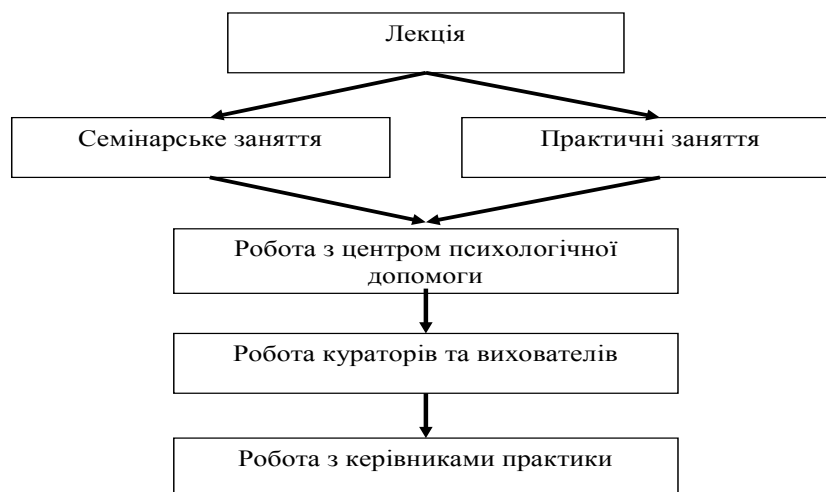 Лекція
Семінарське заняття
Практичні заняття
Робота з центром психологічної
допомоги
Робота кураторів та вихователів
Робота з керівниками практики